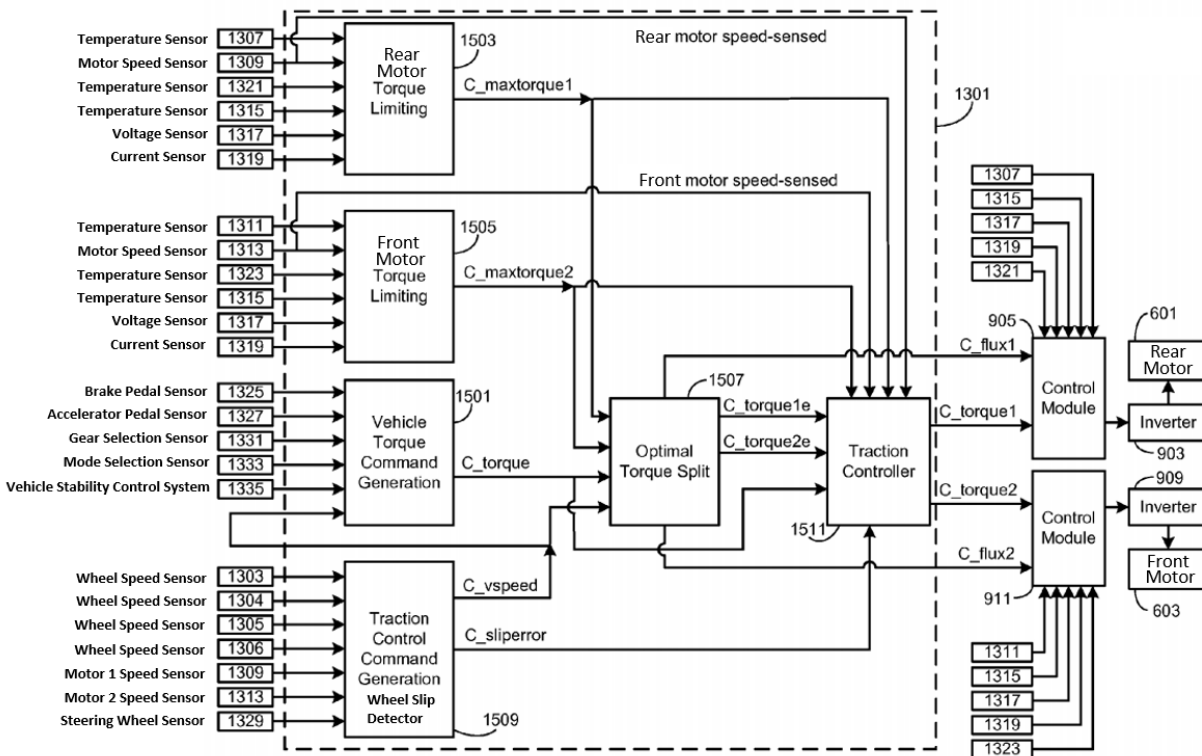 Temperature Sensor 1307
Motor Speed Sensor 1309
Temperature Sensor 1321
Temperature Sensor 1315
Voltage Sensor 1317
Current Sensor 1319
Rear
Motor
Torque
Limiting
1503
C_maxtorque1
Rear motor speed-sensed
1301
Temperature Sensor 1311
Motor Speed Sensor 1313
Temperature Sensor 1323
Temperature Sensor 1315
Voltage Sensor 1317
Current Sensor 1319
Front
Motor
Torque
Limiting
1505
C_maxtorque2
Front motor speed-sensed
Brake Pedal Sensor 1325
Accelerator Pedal Sensor 1327
Gear Selection Sensor 1331
Mode Selection Sensor 1333
Vehicle Stability Control System 1335
Vehicle
Torque
Command
Generation
1501
C_torque
Wheel Speed Sensor 1303
Wheel Speed Sensor 1304
Wheel Speed Sensor 1305
Wheel Speed Sensor 1306
Motor 1 Speed Sensor 1309
Motor 2 Speed Sensor 1313
Steering Wheel Sensor 1329
Traction
Control
Command
Generation
Wheel Slip
Detector
1509
C_vspeed
C_sliperror
1507
Optimal
Torque Split
C_flux1
C_torque1e
C_torque2e
C_flux2
Traction
Controller
1511
C_torque1
C_torque2
1307
1315
1317
1319
1321
905
Control
Module
601
Rear
Motor
Inverter
903
909
Control
Module
Inverter
911
Front
Motor
603
1311
1315
1317
1319
1323